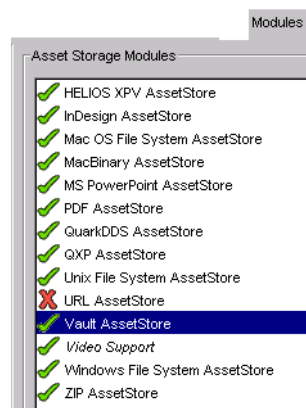 Modules
Asset Storage Modules
HELIOS XPV AssetStore
InDesign AssetStore
Mac OS File System AssetStore
MacBinary AssetStore
MS PowerPoint AssetStore
PDF AssetStore
QuarkDDS AssetStore
QXP AssetStore
Unix File System AssetStore
URL AssetStore
Vault AssetStore
Video Support
Windows File System AssetStore
ZIP AssetStore